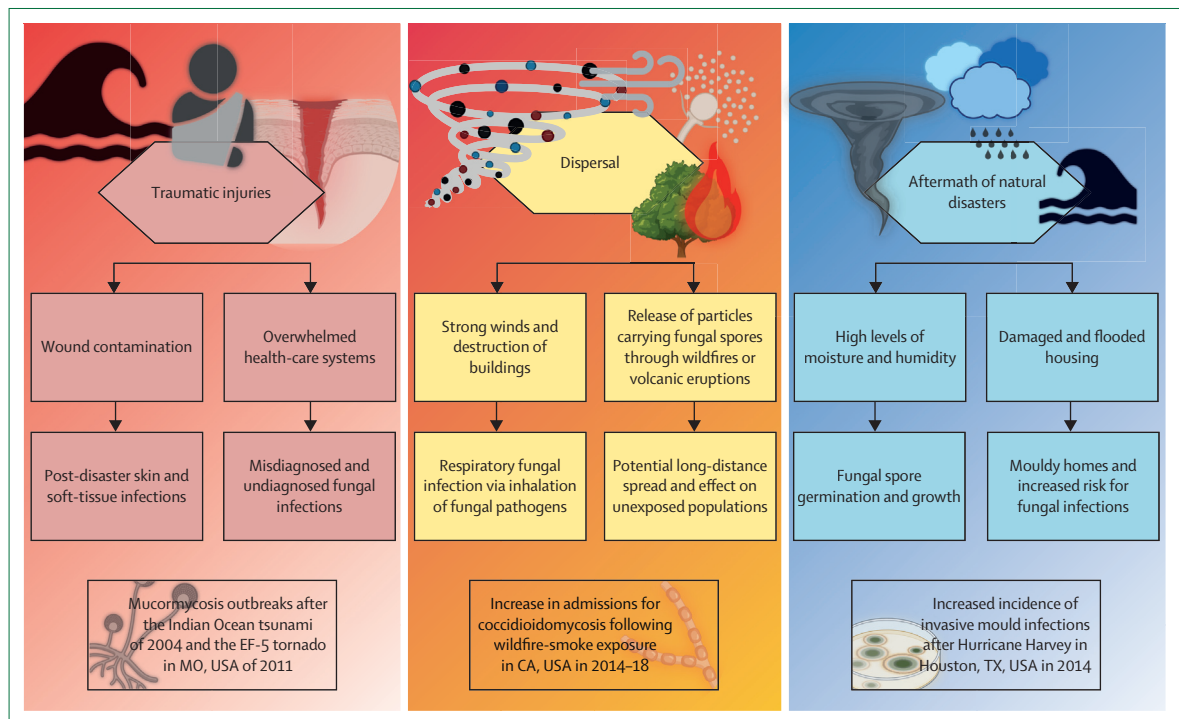 Traumatic injuries
Wound contamination
Overwhelmed
health-care systems
Post-disaster skin and
soft-tissue infections
Misdiagnosed and
undiagnosed fungal
infections
Mucormycosis outbreaks after
the Indian Ocean tsunami
of 2004 and the EF-5 tornado
in MO, USA of 2011
Dispersal
Strong winds and
destruction of
buildings
Release of particles
carrying fungal spores
through wildfires or
volcanic eruptions
Respiratory fungal
infection via inhalation
of fungal pathogens
Potential long-distance
spread and effect on
unexposed populations
Increase in admissions for
coccidioidomycosis following
wildfire-smoke exposure
in CA, USA in 2014–18
Aftermath of natural
disasters
High levels of
moisture and humidity
Damaged and flooded
housing
Fungal spore
germination and growth
Mouldy homes and
increased risk for
fungal infections
Increased incidence of
invasive mould infections
after Hurricane Harvey in
Houston, TX, USA in 2014